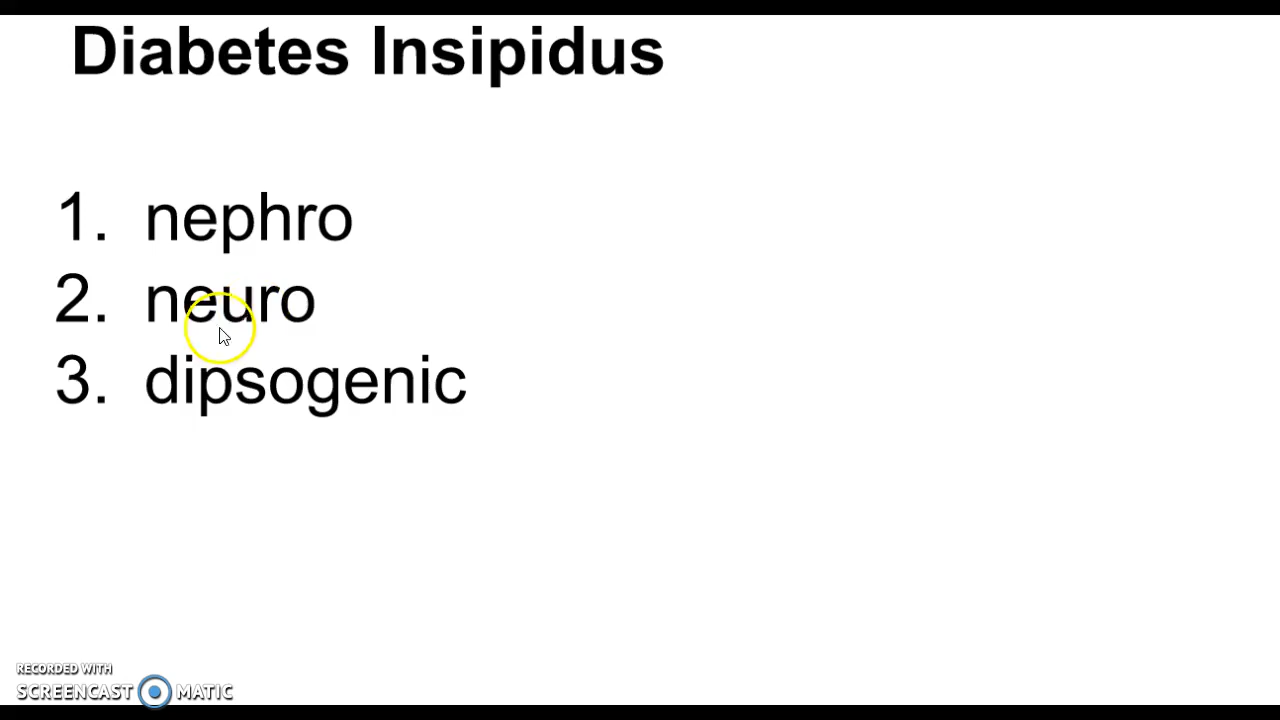 Diabetes Insipidus
1. nephro
2. neuro
3. dipsogenic
RECORDED WITH
SCREENCAST MATIC